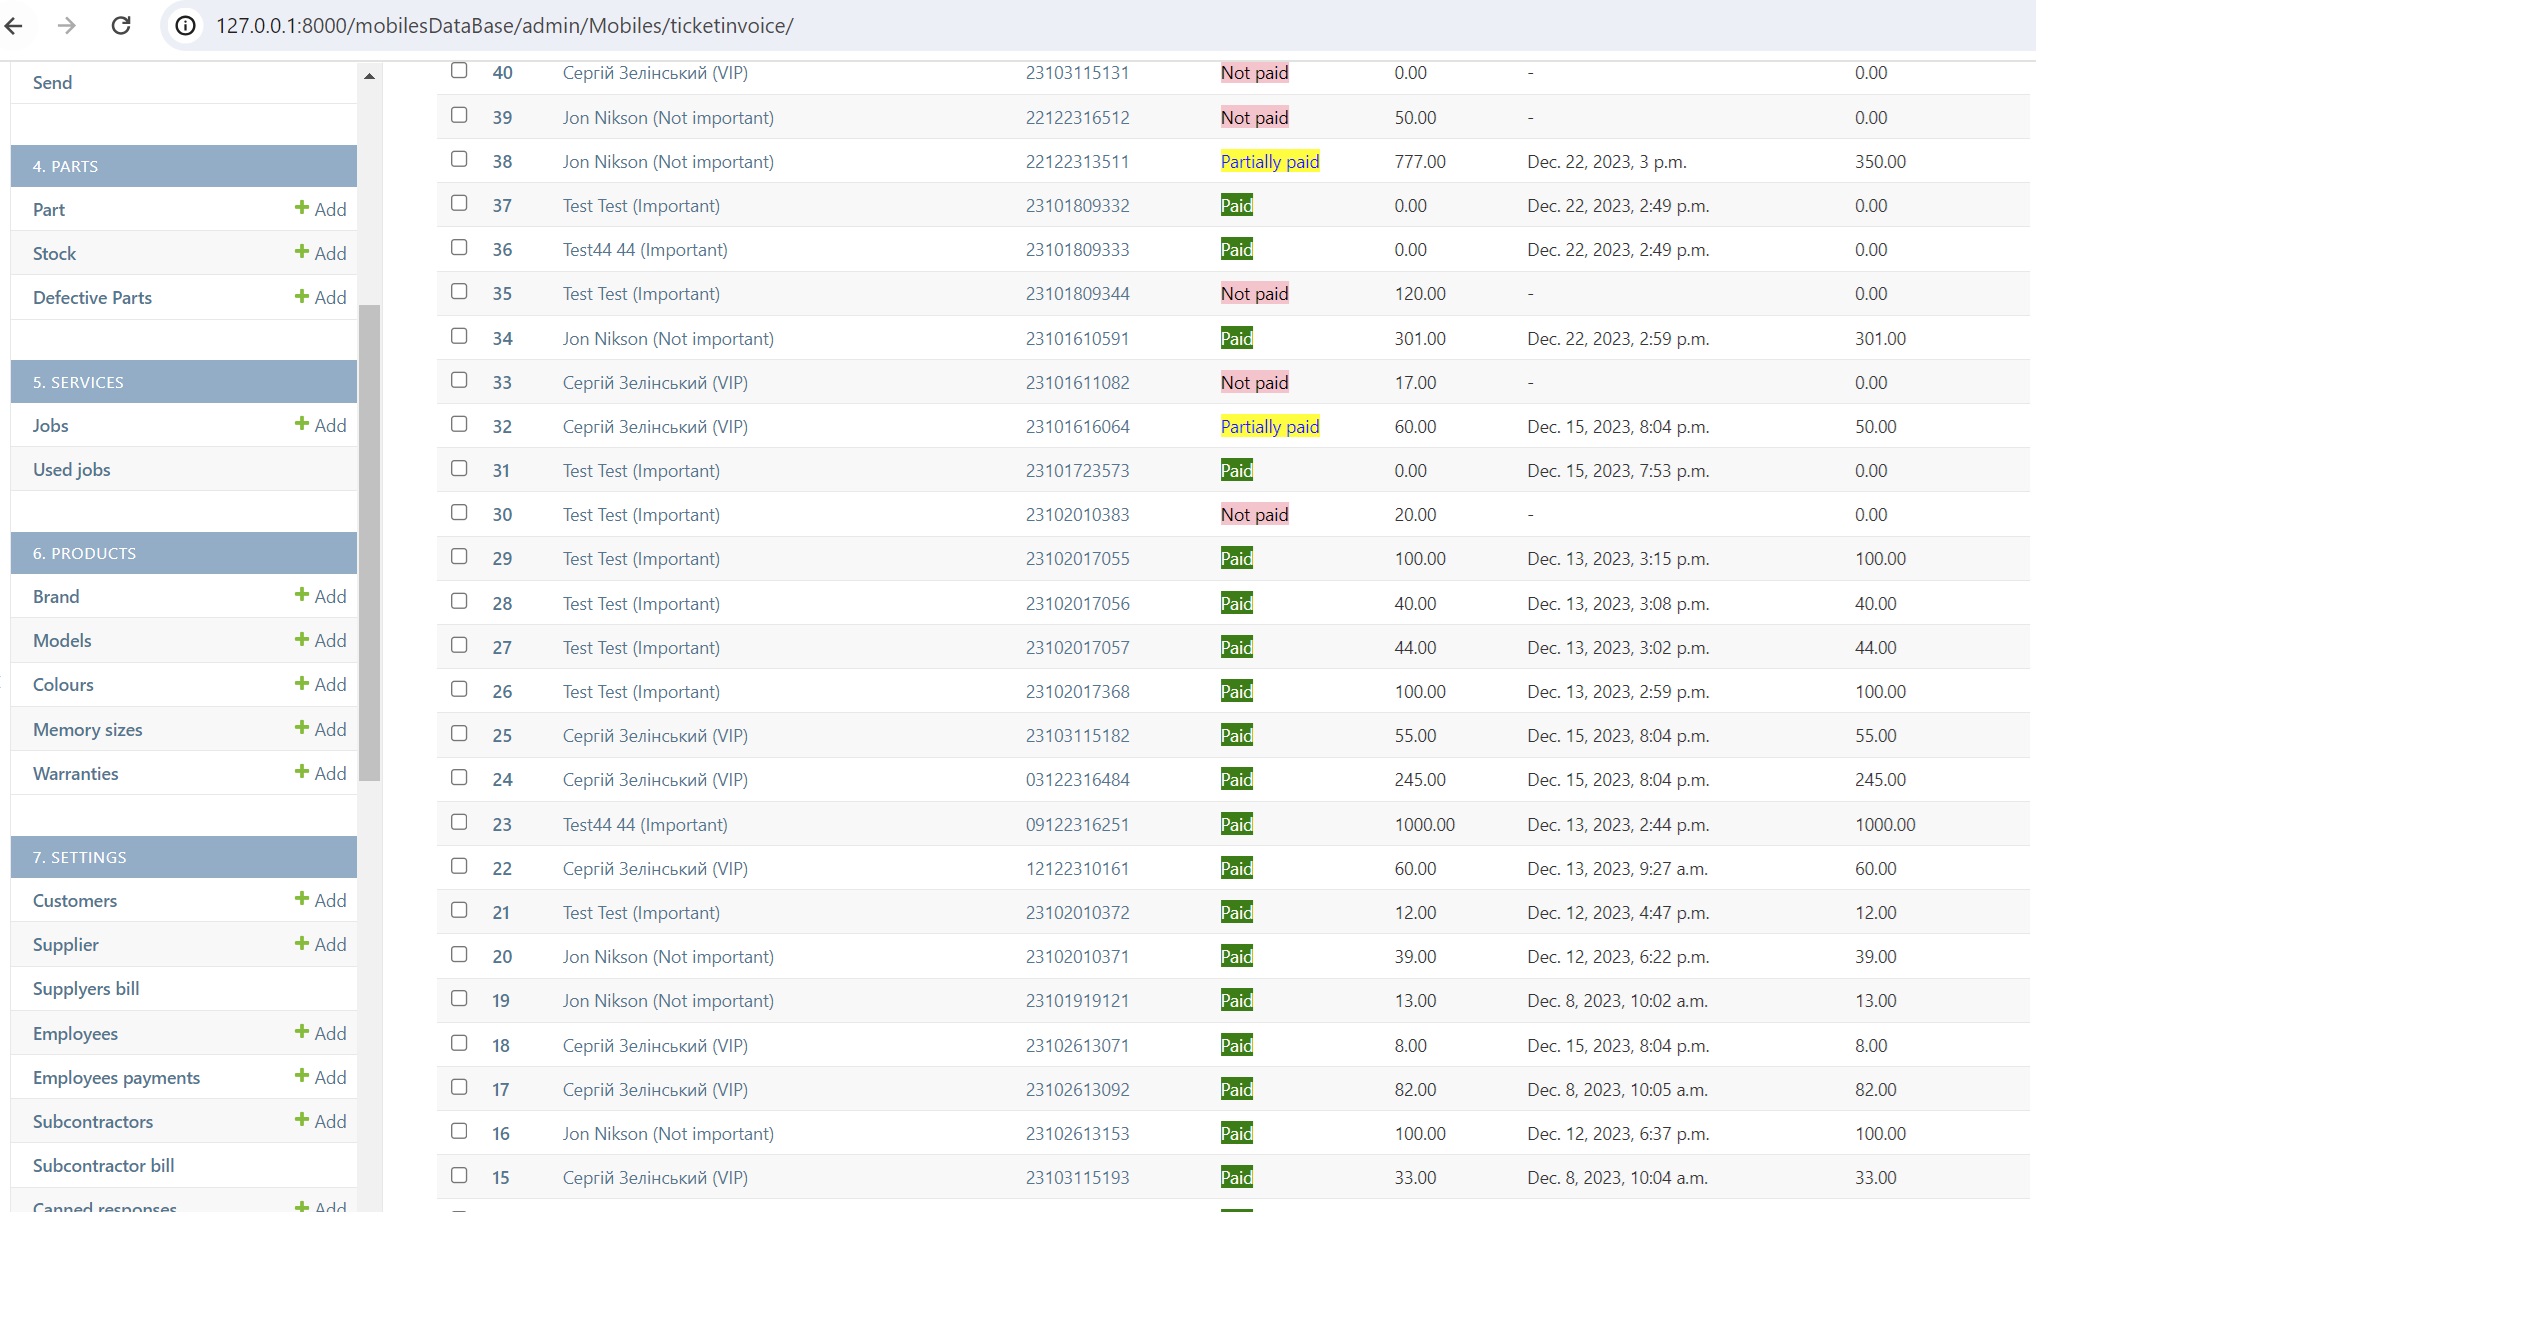 127.0.0.1:8000/mobilesDataBase/admin/Mobiles/ticketinvoice/
Send
4. PARTS
Part Add
Stock Add
Defective Parts Add
5. SERVICES
Jobs Add
Used jobs
6. PRODUCTS
Brand Add
Models Add
Colours Add
Memory sizes Add
Warranties Add
7. SETTINGS
Customers Add
Supplier Add
Supplyers bill
Employees Add
Employees payments Add
Subcontractors Add
Subcontractor bill
Canned responses Add
40 Сергій Зелінський (VIP) 23103115131 Not paid 0.00 - 0.00
39 Jon Nikson (Not important) 22122316512 Not paid 50.00 - 0.00
38 Jon Nikson (Not important) 22122313511 Partially paid 777.00 Dec. 22, 2023, 3 p.m. 350.00
37 Test Test (Important) 23101809332 Paid 0.00 Dec. 22, 2023, 2:49 p.m. 0.00
36 Test44 44 (Important) 23101809333 Paid 0.00 Dec. 22, 2023, 2:49 p.m. 0.00
35 Test Test (Important) 23101809344 Not paid 120.00 - 0.00
34 Jon Nikson (Not important) 23101610591 Paid 301.00 Dec. 22, 2023, 2:59 p.m. 301.00
33 Сергій Зелінський (VIP) 23101611082 Not paid 17.00 - 0.00
32 Сергій Зелінський (VIP) 23101616064 Partially paid 60.00 Dec. 15, 2023, 8:04 p.m. 50.00
31 Test Test (Important) 23101723573 Paid 0.00 Dec. 15, 2023, 7:53 p.m. 0.00
30 Test Test (Important) 23102010383 Not paid 20.00 - 0.00
29 Test Test (Important) 23102017055 Paid 100.00 Dec. 13, 2023, 3:15 p.m. 100.00
28 Test Test (Important) 23102017056 Paid 40.00 Dec. 13, 2023, 3:08 p.m. 40.00
27 Test Test (Important) 23102017057 Paid 44.00 Dec. 13, 2023, 3:02 p.m. 44.00
26 Test Test (Important) 23102017368 Paid 100.00 Dec. 13, 2023, 2:59 p.m. 100.00
25 Сергій Зелінський (VIP) 23103115182 Paid 55.00 Dec. 15, 2023, 8:04 p.m. 55.00
24 Сергій Зелінський (VIP) 03122316484 Paid 245.00 Dec. 15, 2023, 8:04 p.m. 245.00
23 Test44 44 (Important) 09122316251 Paid 1000.00 Dec. 13, 2023, 2:44 p.m. 1000.00
22 Сергій Зелінський (VIP) 12122310161 Paid 60.00 Dec. 13, 2023, 9:27 a.m. 60.00
21 Test Test (Important) 23102010372 Paid 12.00 Dec. 12, 2023, 4:47 p.m. 12.00
20 Jon Nikson (Not important) 23102010371 Paid 39.00 Dec. 12, 2023, 6:22 p.m. 39.00
19 Jon Nikson (Not important) 23101919121 Paid 13.00 Dec. 8, 2023, 10:02 a.m. 13.00
18 Сергій Зелінський (VIP) 23102613071 Paid 8.00 Dec. 15, 2023, 8:04 p.m. 8.00
17 Сергій Зелінський (VIP) 23102613092 Paid 82.00 Dec. 8, 2023, 10:05 a.m. 82.00
16 Jon Nikson (Not important) 23102613153 Paid 100.00 Dec. 12, 2023, 6:37 p.m. 100.00
15 Сергій Зелінський (VIP) 23103115193 Paid 33.00 Dec. 8, 2023, 10:04 a.m. 33.00